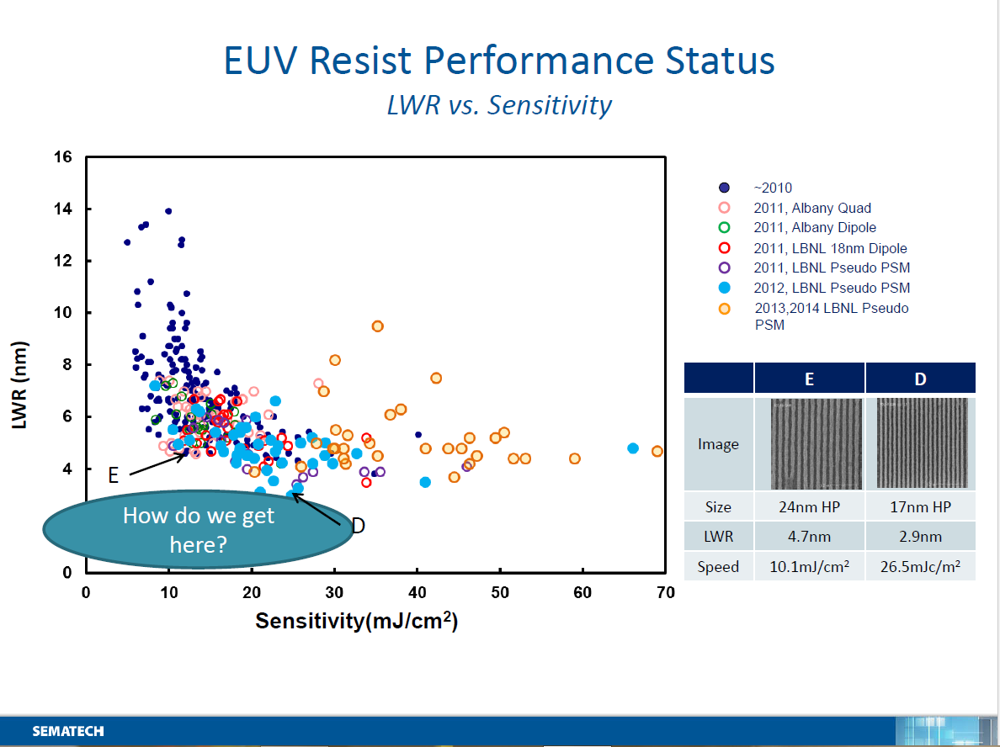 EUV Resist Performance Status
LWR vs. Sensitivity
16
14
12
10
8
6
4
0
LWR (nm)
0 10 20 30 40 50 60 70
Sensitivity(mJ/cm²)
E
D
How do we get
here?
~2010
2011, Albany Quad
2011, Albany Dipole
2011, LBNL 18nm Dipole
2011, LBNL Pseudo PSM
2012, LBNL Pseudo PSM
2013,2014 LBNL Pseudo
PSM
E D
Image
Size 24nm HP 17nm HP
LWR 4.7nm 2.9nm
Speed 10.1mJ/cm² 26.5mJc/m²
SEMATECH